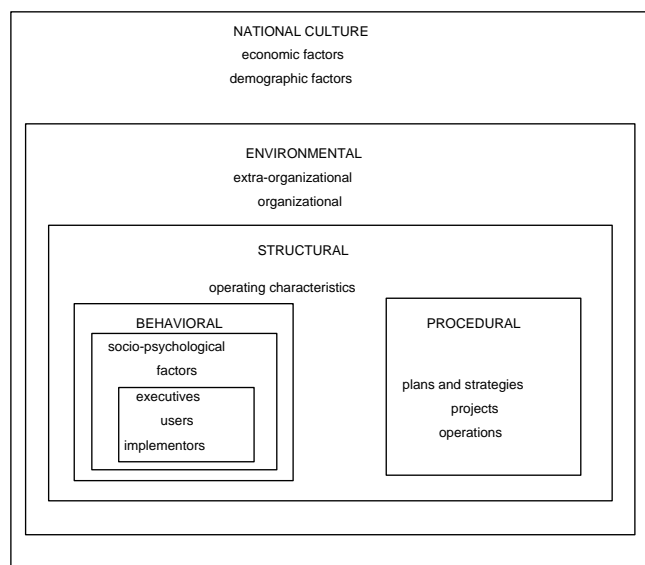 NATIONAL CULTURE
economic factors
demographic factors
ENVIRONMENTAL
extra-organizational
organizational
STRUCTURAL
operating characteristics
BEHAVIORAL
socio-psychological
factors
executives
users
implementors
PROCEDURAL
plans and strategies
projects
operations